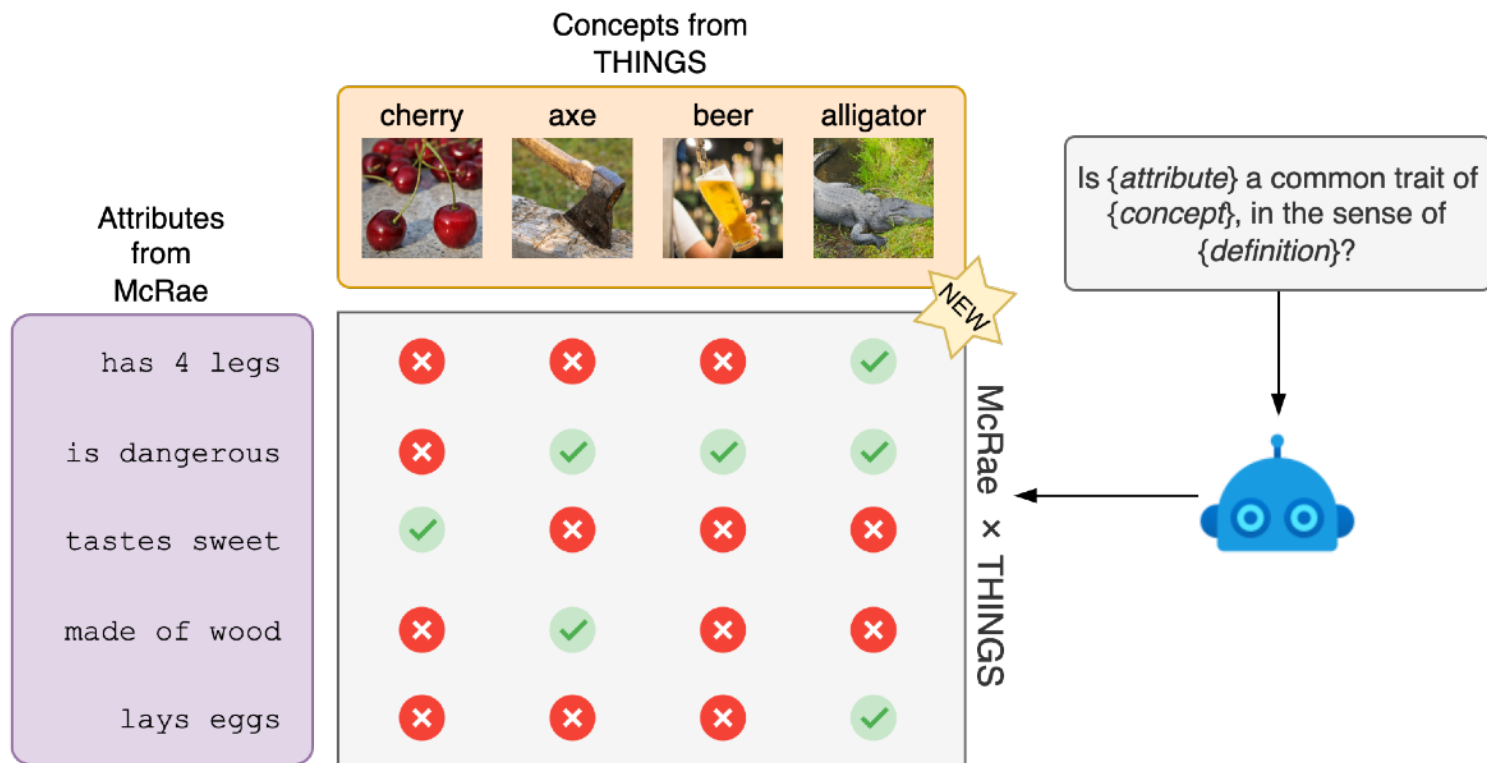 Concepts from
THINGS
cherry axe beer alligator
Is {attribute} a common trait of
{concept}, in the sense of
{definition}?
Attributes
from
McRae
NEW
has 4 legs
is dangerous
tastes sweet
made of wood
lays eggs
McRae × THINGS